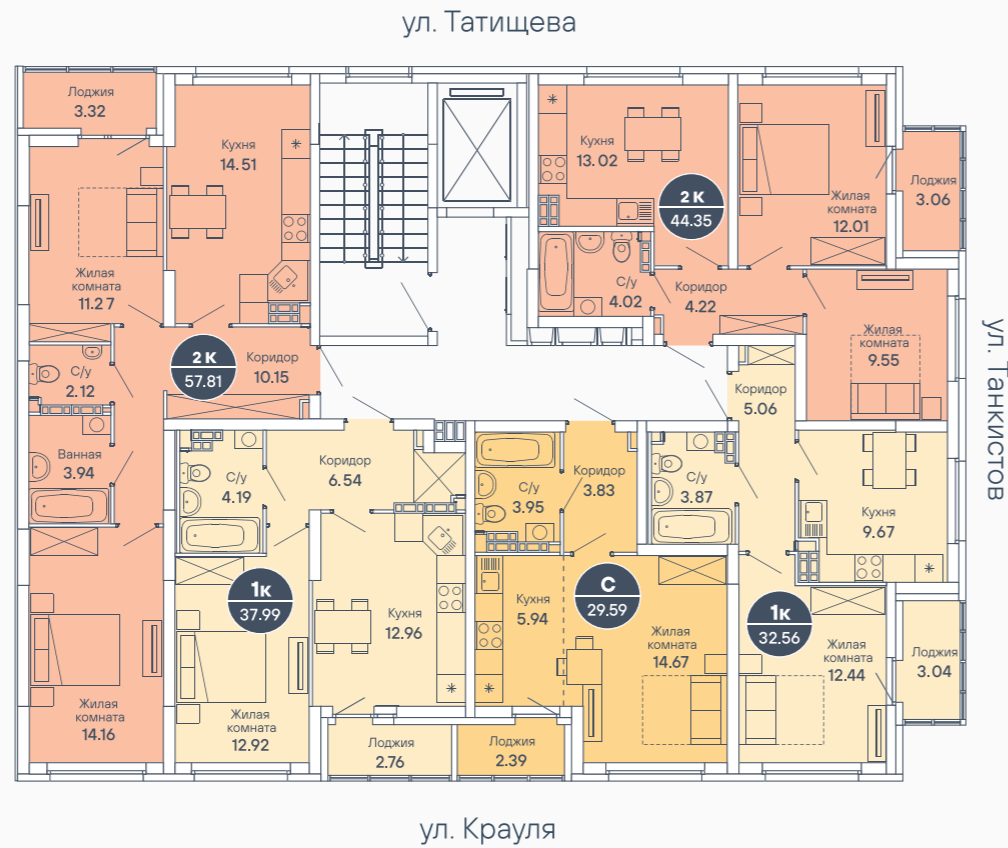 ул. Татищева
Лоджия
3.32
Кухня
14.51
Жилая
комната
11.27
2 К
57.81
Коридор
10.15
С/у
2.12
Ванная
3.94
Жилая
комната
14.16
Кухня
13.02
2 К
44.35
Жилая
комната
12.01
Лоджия
3.06
С/у
4.02
Коридор
4.22
Жилая
комната
9.55
ул. Танкистов
С/у
4.19
Коридор
6.54
1к
37.99
Кухня
12.96
Жилая
комната
12.92
Лоджия
2.76
С/у
3.95
Коридор
3.83
С
29.59
Кухня
5.94
Жилая
комната
14.67
Лоджия
2.39
Коридор
5.06
С/у
3.87
Кухня
9.67
1к
32.56
Жилая
комната
12.44
Лоджия
3.04
ул. Крауля